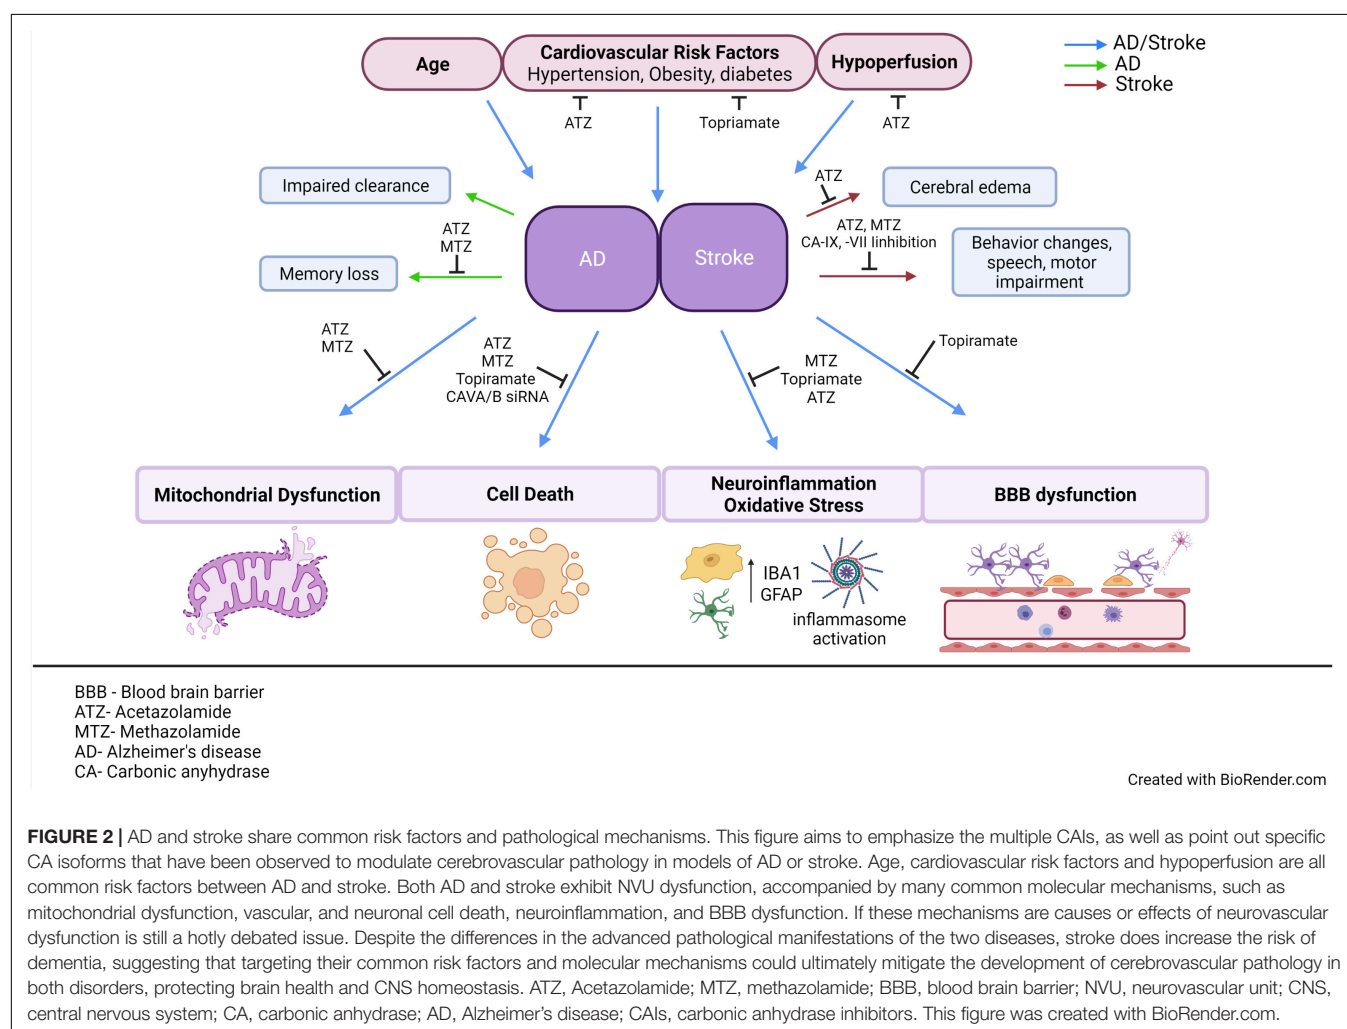 Age
Cardiovascular Risk Factors
Hypertension, Obesity, diabetes
Hypoperfusion
AD/Stroke
AD
Stroke
ATZ
Topriamate
ATZ
Impaired clearance
ATZ
Cerebral edema
ATZ
MTZ
Memory loss
AD
Stroke
ATZ, MTZ
CA-IX, -VII Iinhibition
Behavior changes,
speech, motor
impairment
ATZ
MTZ
ATZ
MTZ
Topiramate
CAVA/B siRNA
MTZ
Topriamate
ATZ
Topiramate
Mitochondrial Dysfunction
Cell Death
Neuroinflammation
Oxidative Stress
BBB dysfunction
IBA1
GFAP
inflammasome
activation
BBB - Blood brain barrier
ATZ- Acetazolamide
MTZ- Methazolamide
AD- Alzheimer's disease
CA- Carbonic anyhydrase
Created with BioRender.com
FIGURE 2 | AD and stroke share common risk factors and pathological mechanisms. This figure aims to emphasize the multiple CAIs, as well as point out specific
CA isoforms that have been observed to modulate cerebrovascular pathology in models of AD or stroke. Age, cardiovascular risk factors and hypoperfusion are all
common risk factors between AD and stroke. Both AD and stroke exhibit NVU dysfunction, accompanied by many common molecular mechanisms, such as
mitochondrial dysfunction, vascular, and neuronal cell death, neuroinflammation, and BBB dysfunction. If these mechanisms are causes or effects of neurovascular
dysfunction is still a hotly debated issue. Despite the differences in the advanced pathological manifestations of the two diseases, stroke does increase the risk of
dementia, suggesting that targeting their common risk factors and molecular mechanisms could ultimately mitigate the development of cerebrovascular pathology in
both disorders, protecting brain health and CNS homeostasis. ATZ, Acetazolamide; MTZ, methazolamide; BBB, blood brain barrier; NVU, neurovascular unit; CNS,
central nervous system; CA, carbonic anhydrase; AD, Alzheimer's disease; CAIs, carbonic anhydrase inhibitors. This figure was created with BioRender.com.